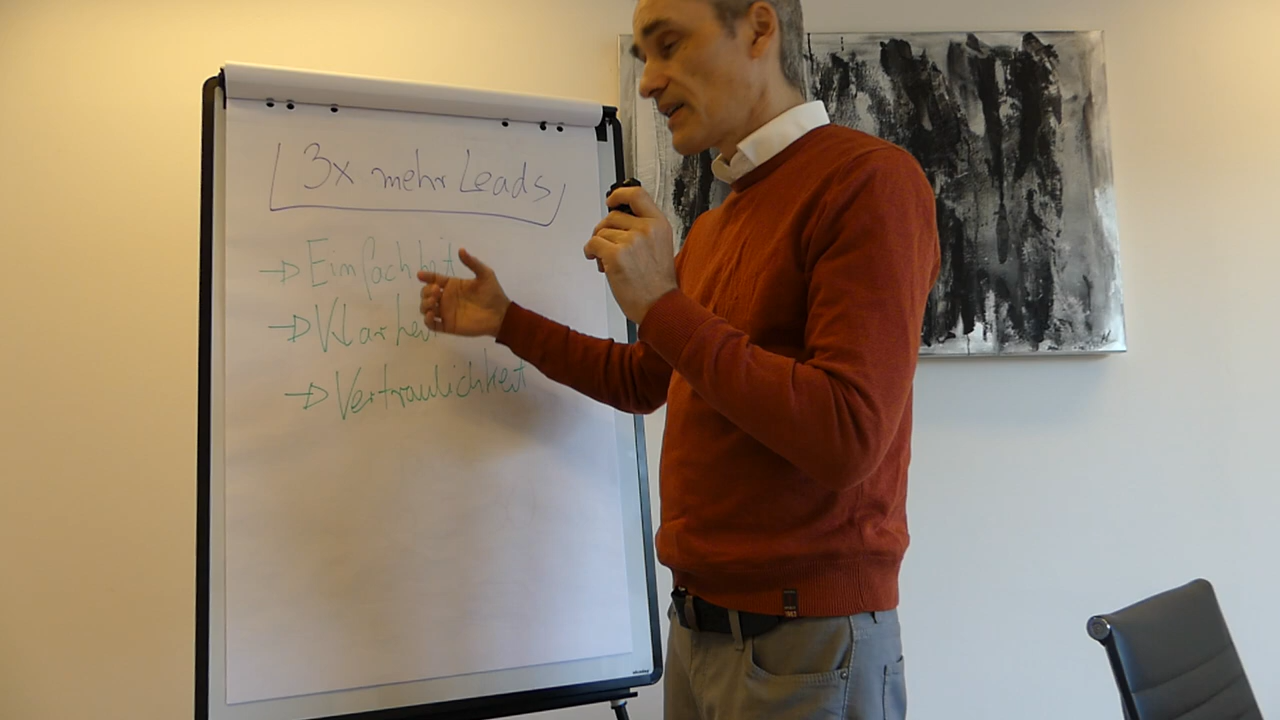 3x mehr Leads
→ Einfachheit
→ Klarheit
→ Vertraulichkeit